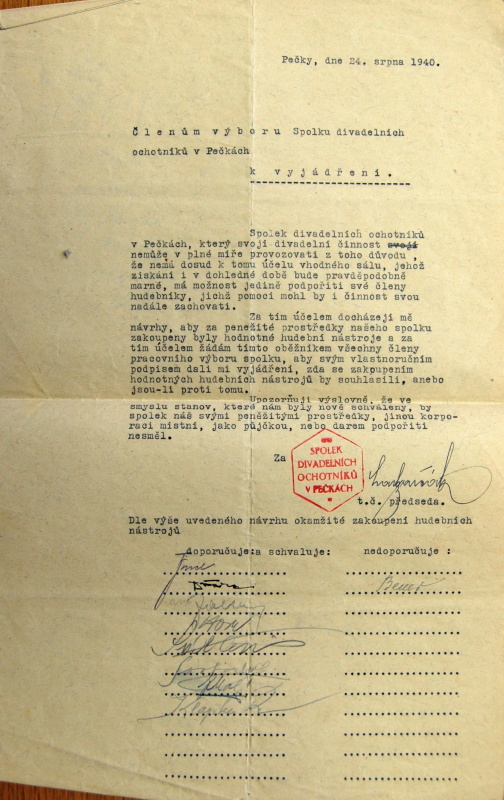 Pečky, dne 24. srpna 1940.
Členům výboru Spolku divadelních
ochotníků v Pečkách
k vyjádření.
Spolek divadelních ochotníků
v Pečkách, který svoji divadelní činnost svoji
nemůže v plné míře provozovati z toho důvodu,
že nemá dosud k tomu účelu vhodného sálu, jehož
získání i v dohledné době bude pravděpodobně
marné, má možnost jedině podpořiti své členy
hudebníky, jichž pomocí mohl by i činnost svou
nadále zachovati.
Za tím účelem docházejí mě
návrhy, aby za penežité prostředky našeho spolku
zakoupeny byly hodnotné hudební nástroje a za
tím účelem žádám tímto oběžníkem všechny členy
pracovního výboru spolku, aby svým vlastnoručním
podpisem dali mi vyjádření, zda se zakoupením
hodnotných hudebních nástrojů by souhlasili, anebo
jsou-li proti tomu.
Upozorňuji výslovně, že ve
smyslu stanov, které nám byly nově schváleny, by
spolek náš svými peněžitými prostředky, jinou korpo-
raci místní, jako půjčkou, nebo darem podpořiti
nesměl.
Za
SPOLEK
DIVADELNÍCH
OCHOTNÍKŮ
V PEČKÁCH
t.č. předseda.
Dle výše uvedeného návrhu okamžité zakoupení hudebních
nástrojů
doporučuje:a schvaluje: nedoporučuje :
Beneš